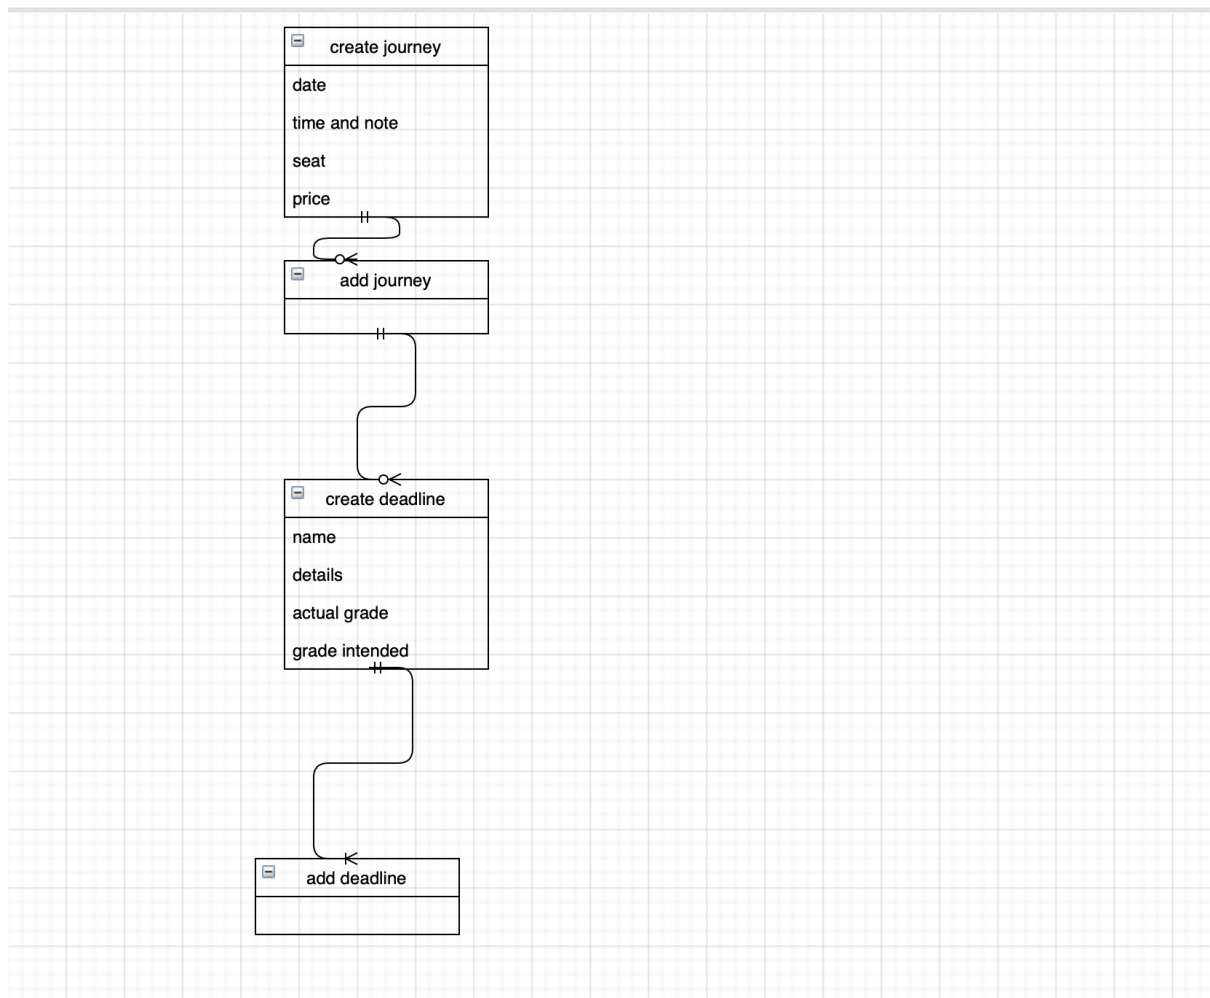 create journey
date
time and note
seat
price
add journey
create deadline
name
details
actual grade
grade intended
add deadline